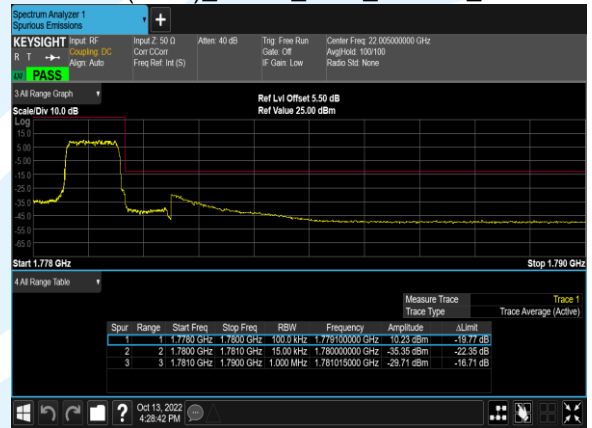 Spectrum Analyzer 1
Spurious Emissions
KEYSIGHT Input: RF Input Z: 50 Ω Atten: 40 dB Trig: Free Run Center Freq: 22.005000000 GHz
R T Coupling: DC Corr CCorr Gate: Off Avg|Hold: 100/100
Align: Auto Freq Ref: Int (S) IF Gain: Low Radio Std: None
PASS
3 All Range Graph
Ref Lvl Offset 5.50 dB
Scale/Div 10.0 dB Ref Value 25.00 dBm
Log
15.0
5.00
-5.00
-15.0
-25.0
-35.0
-45.0
-55.0
-65.0
Start 1.778 GHz Stop 1.790 GHz
4 All Range Table
Measure Trace Trace 1
Trace Type Trace Average (Active)
Spur Range Start Freq Stop Freq RBW Frequency Amplitude ΔLimit
1 1 1.7780 GHz 1.7800 GHz 100.0 kHz 1.779100000 GHz 10.23 dBm -19.77 dB
2 2 1.7800 GHz 1.7810 GHz 15.00 kHz 1.780000000 GHz -35.35 dBm -22.35 dB
3 3 1.7810 GHz 1.7900 GHz 1.000 MHz 1.781015000 GHz -29.71 dBm -16.71 dB
? Oct 13, 2022
4:28:42 PM